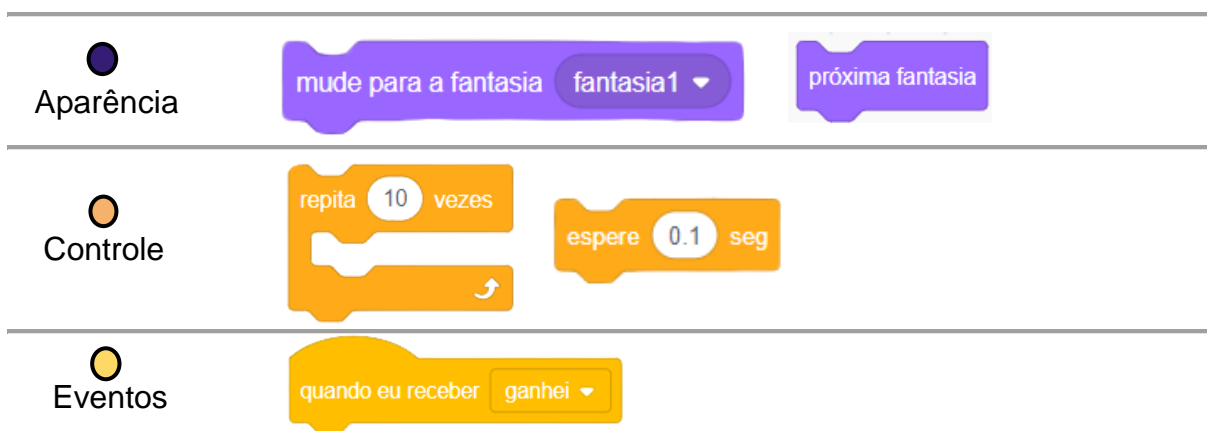 Aparência
mude para a fantasia fantasia1
próxima fantasia
Controle
repita 10 vezes
espere 0.1 seg
Eventos
quando eu receber ganhei